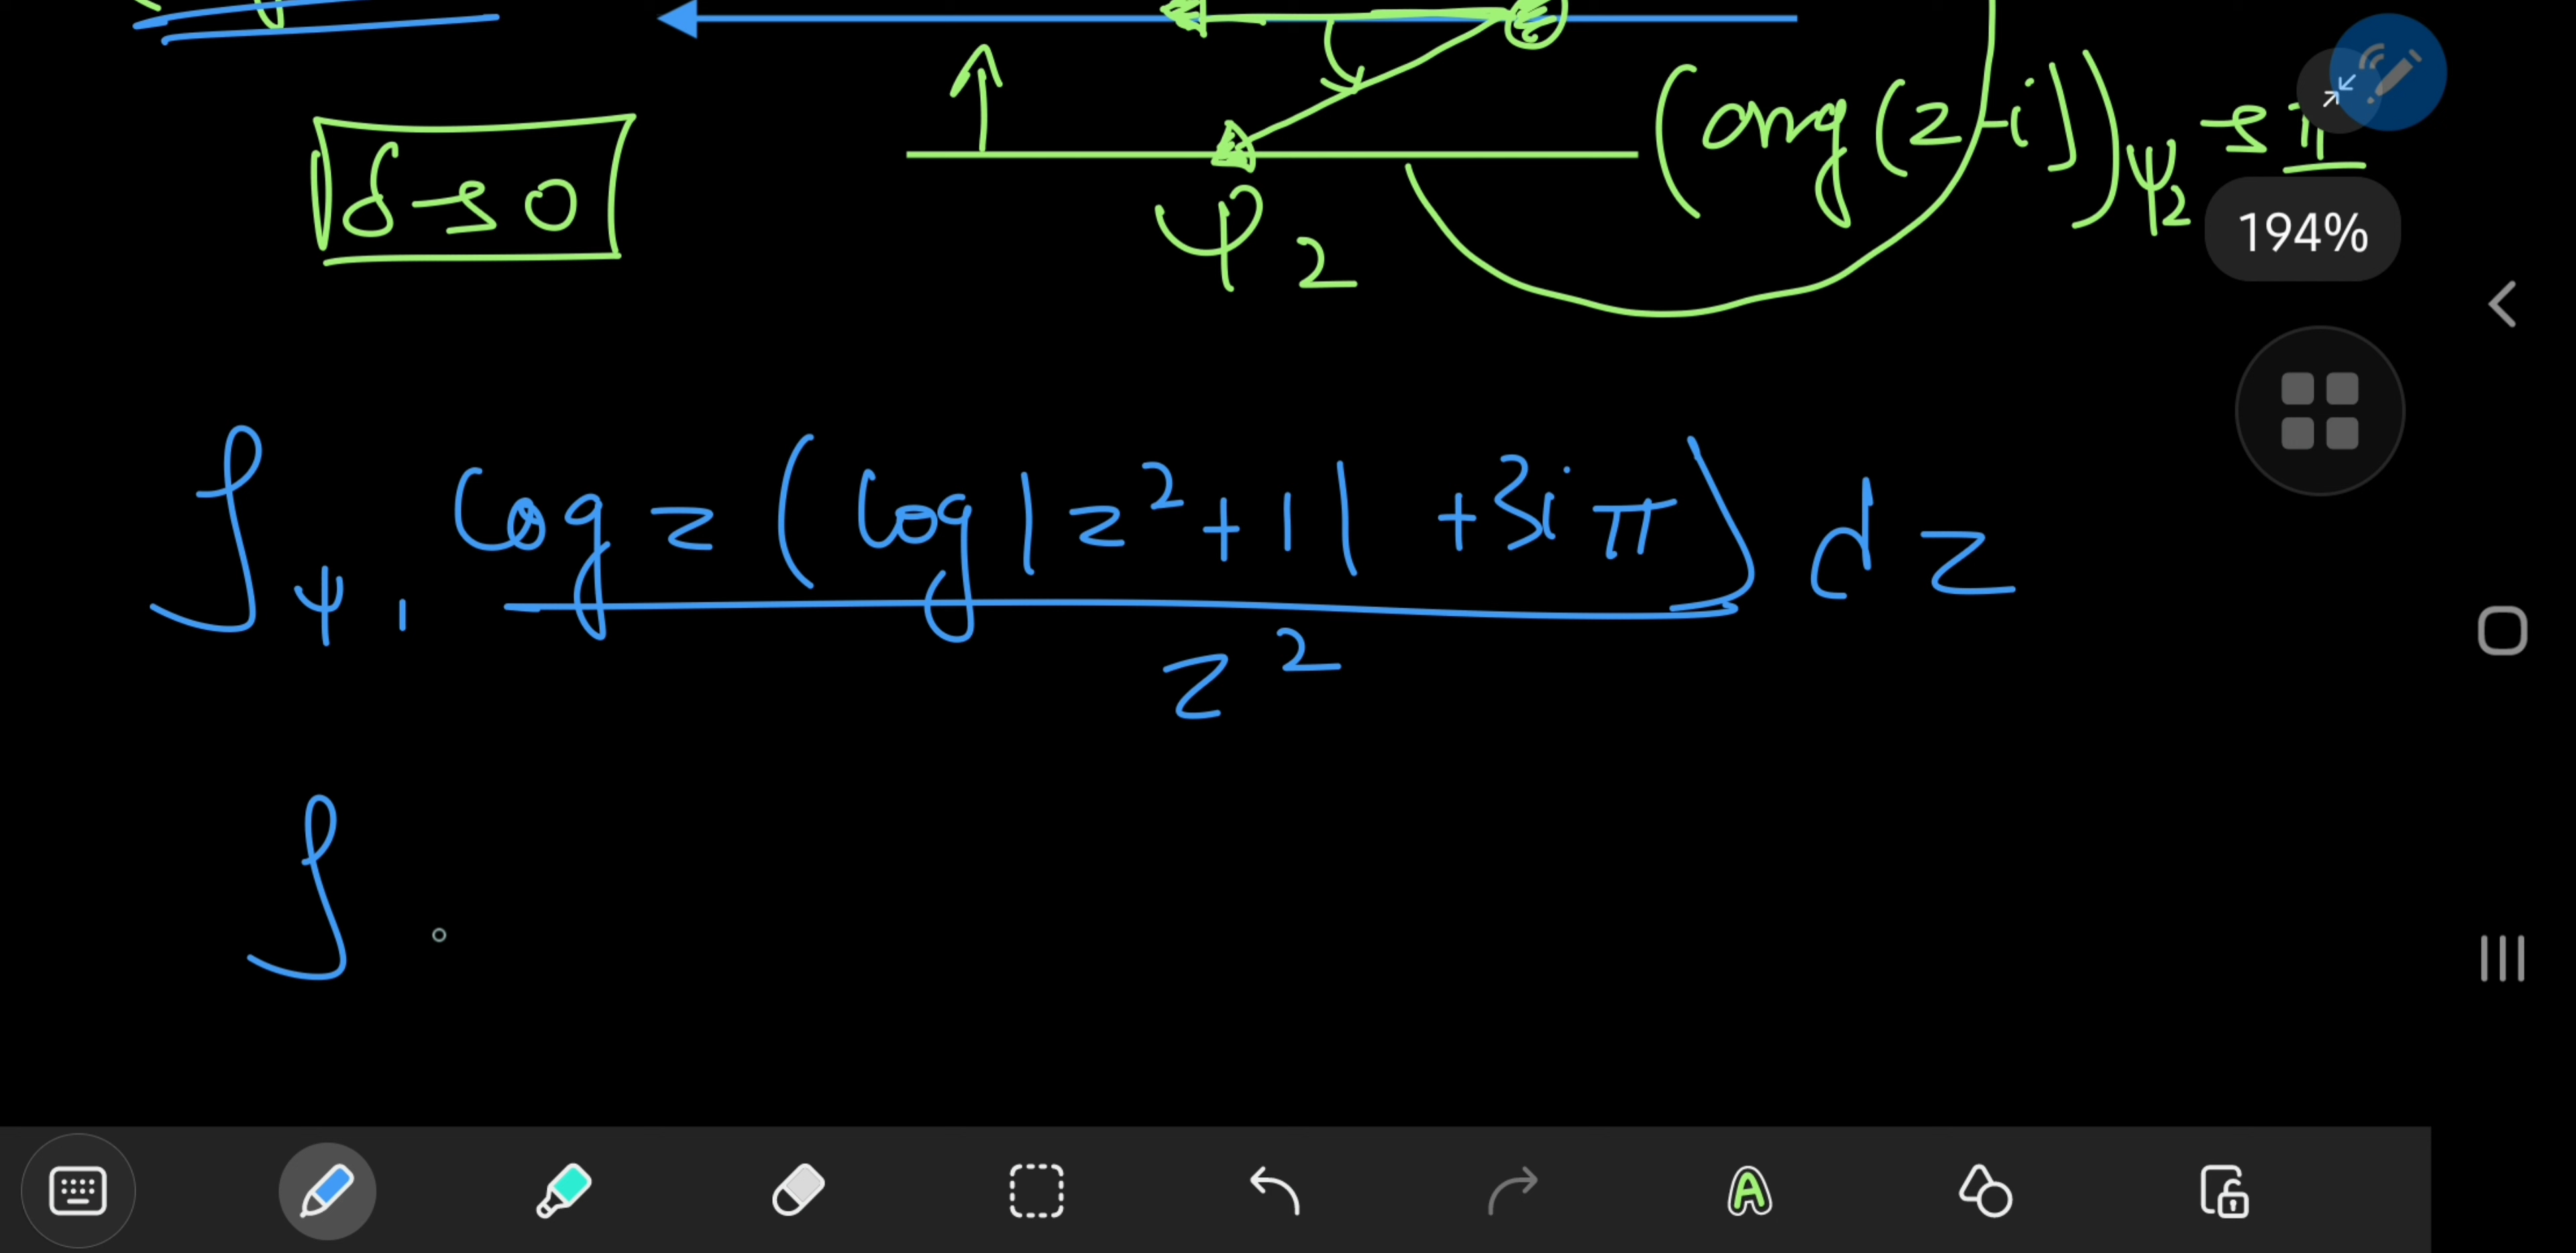 (arg(z-i))ψ₂→π
194%
δ→0
ψ₂
∫ψ₁ log z (log|z²+1| +3iπ) dz
z²
∫
A